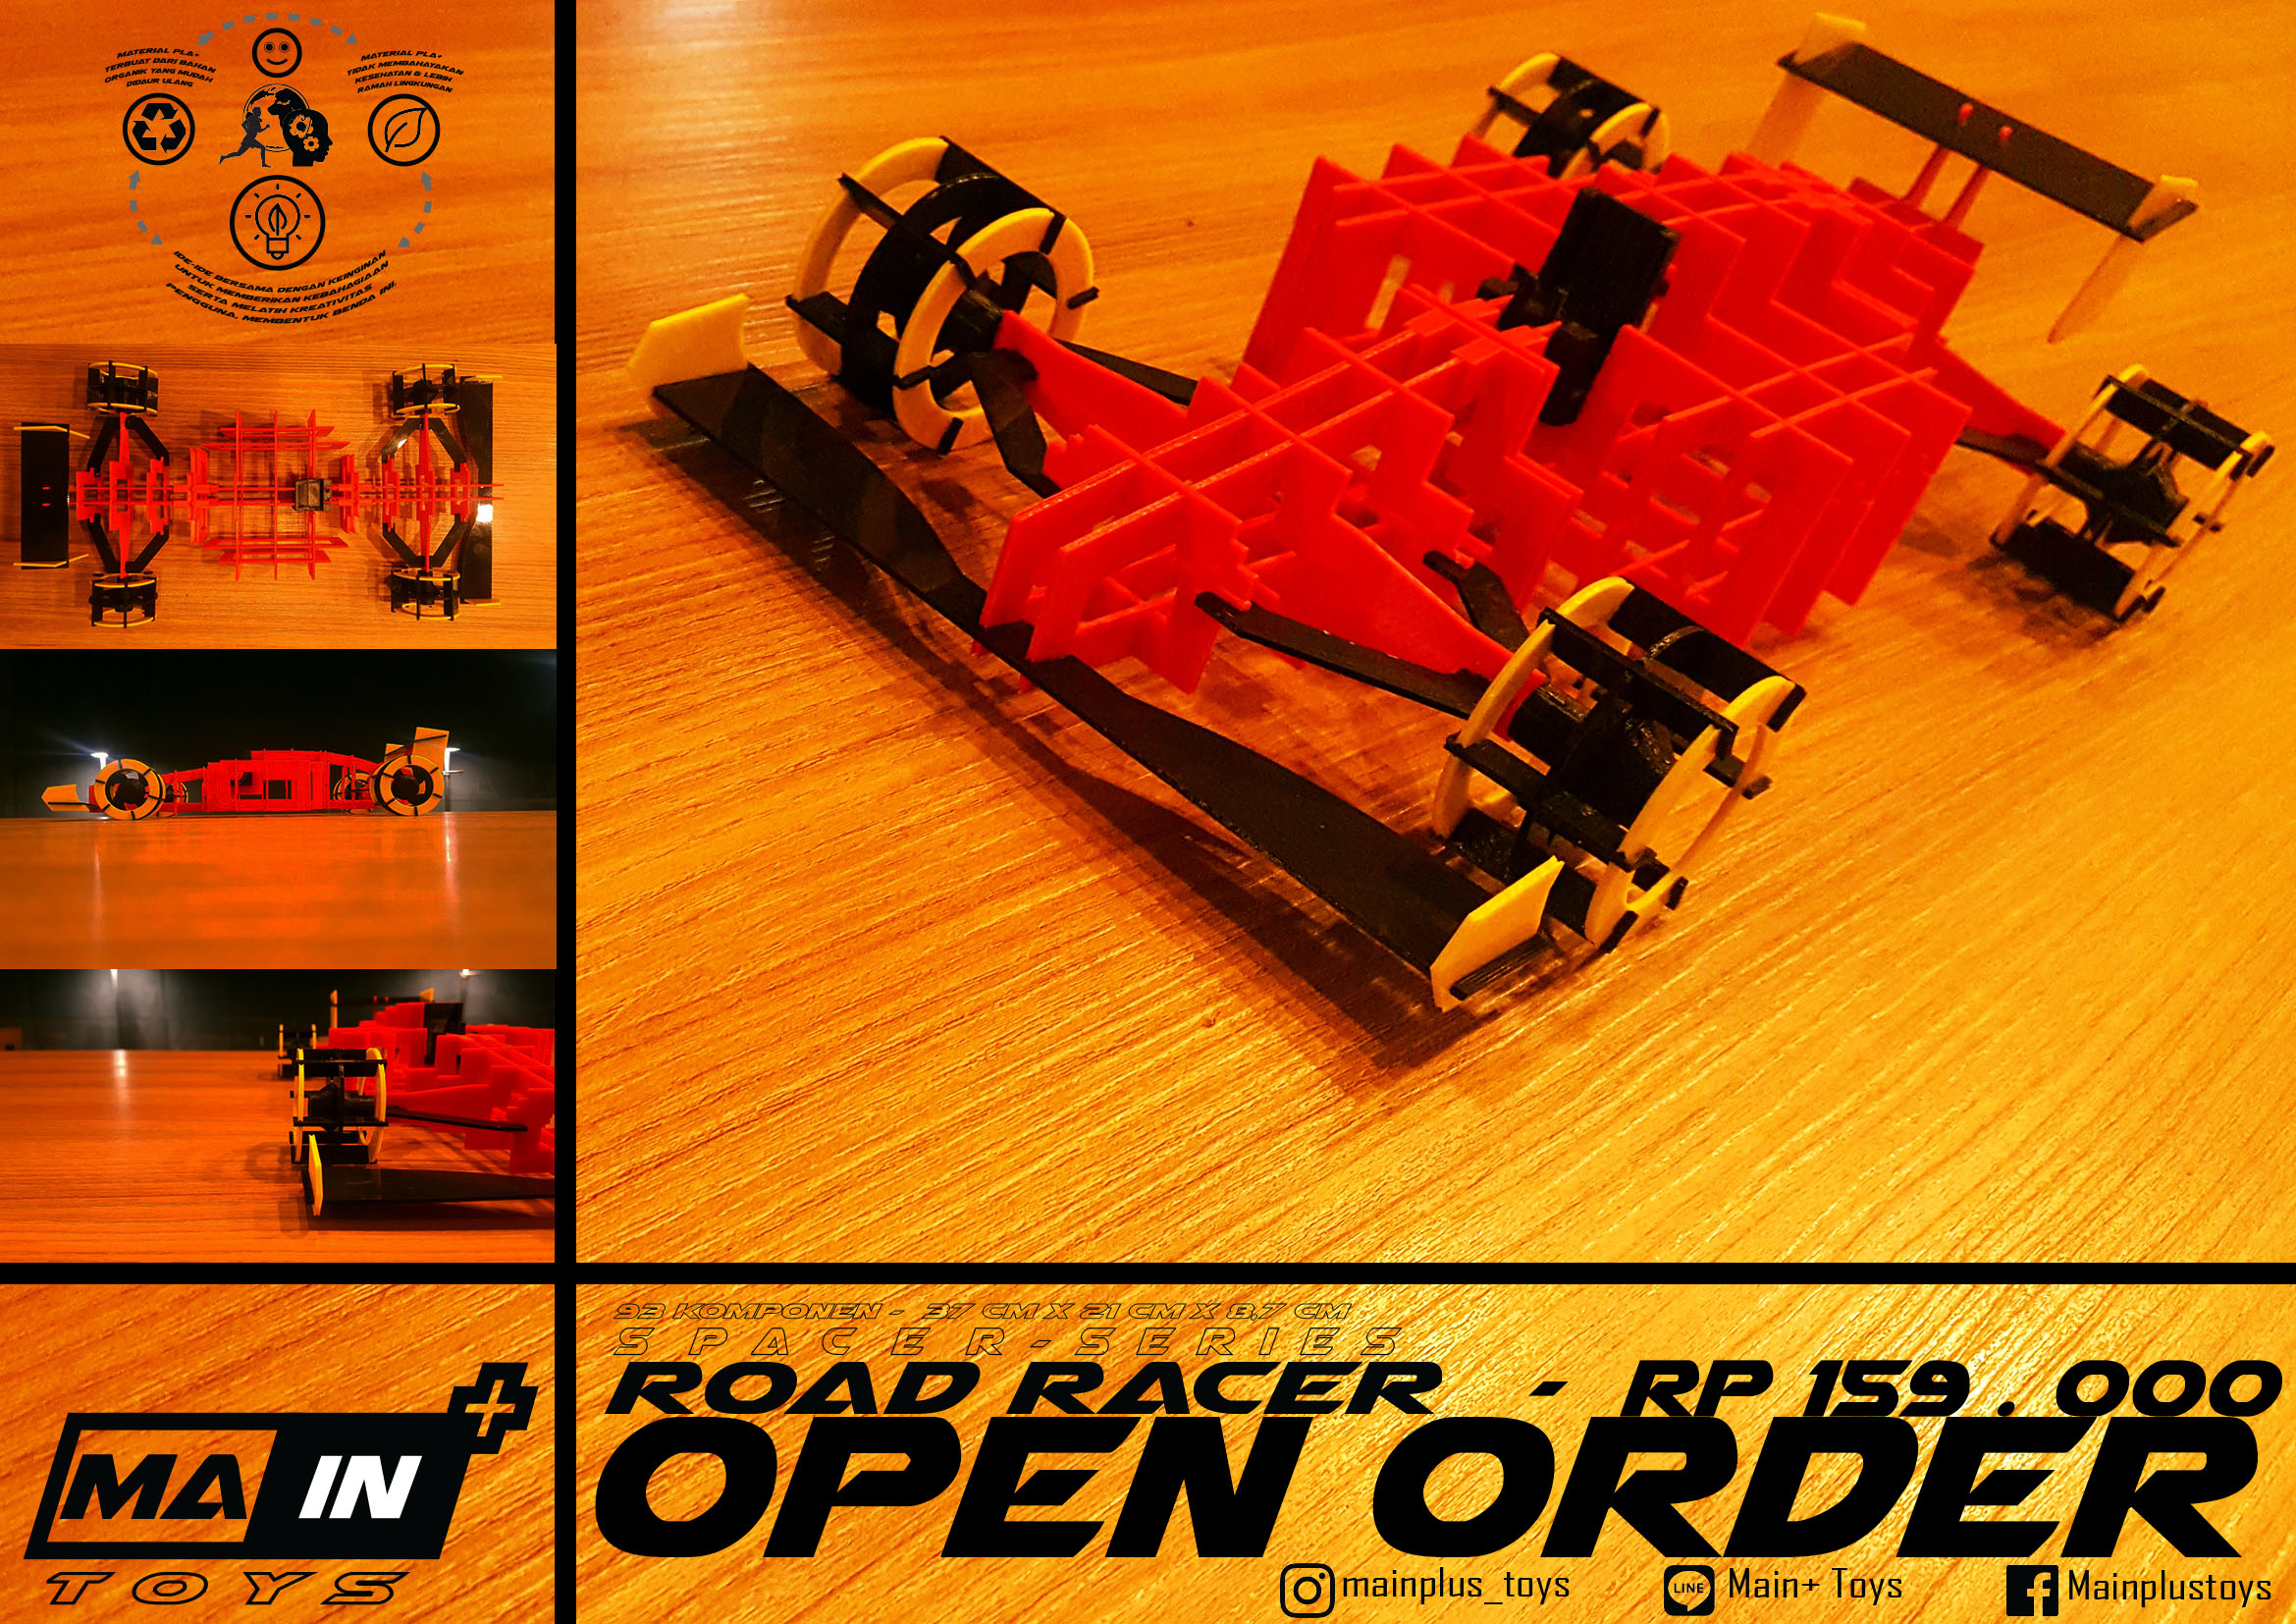 MATERIAL PLA+
TERBUAT DARI BAHAN
ORGANIK YANG MUDAH
DIDAUR ULANG
MATERIAL PLA+
TIDAK MEMBAHAYAKAN
KESEHATAN & LEBIH
RAMAH LINGKUNGAN
IDE-IDE BERSAMA DENGAN KEINGINAN
UNTUK MEMBERIKAN KEBAHAGIAAN
SERTA MELATIH KREATIVITAS
PENGGUNA, MEMBENTUK BENDA INI.
93 KOMPONEN - 37 CM X 21 CM X 8,7 CM
SPACER-SERIES
ROAD RACER - RP 159.000
OPEN ORDER
MAIN+
TOYS
mainplus_toys
LINE
Main+ Toys
Mainplustoys